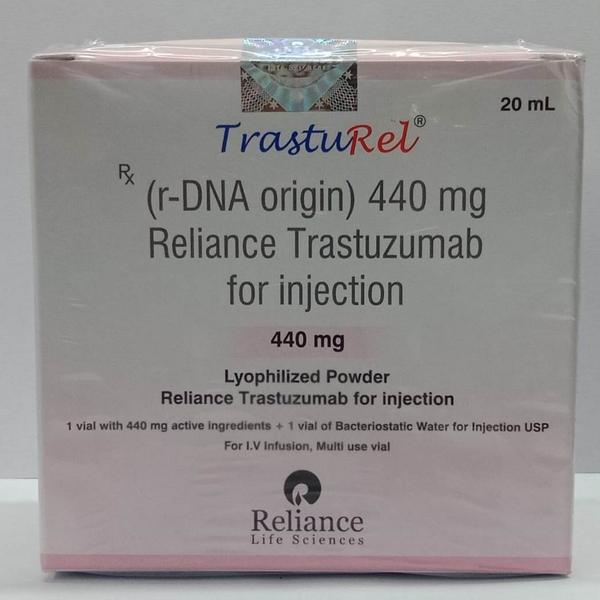 20 mL
TrastuRel®
Rx (r-DNA origin) 440 mg
Reliance Trastuzumab
for injection
440 mg
Lyophilized Powder
Reliance Trastuzumab for injection
1 vial with 440 mg active ingredients + 1 vial of Bacteriostatic Water for Injection USP
For I.V Infusion, Multi use vial
Reliance
Life Sciences